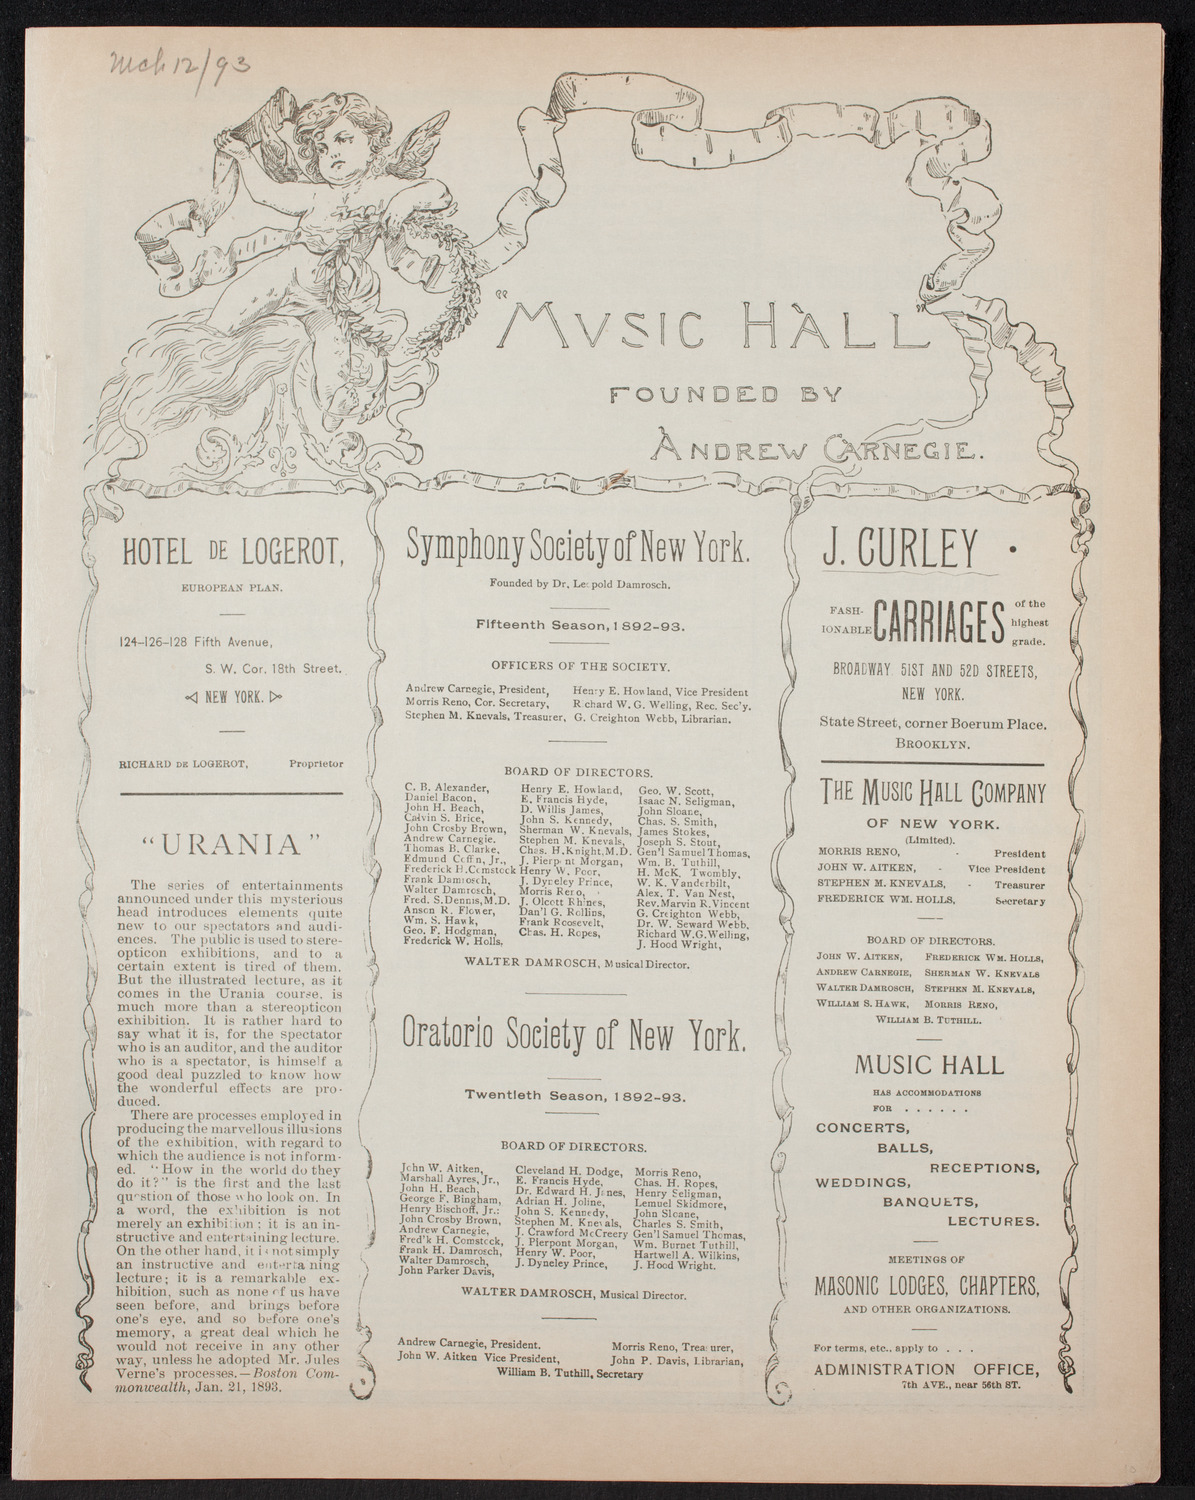 Mch 12/93
"MVSIC HALL"
FOUNDED BY
ANDREW CARNEGIE.
HOTEL DE LOGEROT,
EUROPEAN PLAN.
124–126–128 Fifth Avenue,
S. W. Cor. 18th Street.
NEW YORK.
RICHARD DE LOGEROT, Proprietor
"URANIA"
The series of entertainments
announced under this mysterious
head introduces elements quite
new to our spectators and audi-
ences. The public is used to stere-
opticon exhibitions, and to a
certain extent is tired of them.
But the illustrated lecture, as it
comes in the Urania course, is
much more than a stereopticon
exhibition. It is rather hard to
say what it is, for the spectator
who is an auditor, and the auditor
who is a spectator, is himself a
good deal puzzled to know how
the wonderful effects are pro-
duced.
There are processes employed in
producing the marvellous illusions
of the exhibition, with regard to
which the audience is not inform-
ed. "How in the world do they
do it?" is the first and the last
question of those who look on. In
a word, the exhibition is not
merely an exhibition; it is an in-
structive and entertaining lecture.
On the other hand, it is not simply
an instructive and entertaining
lecture; it is a remarkable ex-
hibition, such as none of us have
seen before, and brings before
one's eye, and so before one's
memory, a great deal which he
would not receive in any other
way, unless he adopted Mr. Jules
Verne's processes.—Boston Com-
monwealth, Jan. 21, 1893.
Symphony Society of New York.
Founded by Dr. Leopold Damrosch.
Fifteenth Season, 1892-93.
OFFICERS OF THE SOCIETY.
Andrew Carnegie, President, Henry E. Howland, Vice President
Morris Reno, Cor. Secretary, Richard W. G. Welling, Rec. Sec'y.
Stephen M. Knevals, Treasurer, G. Creighton Webb, Librarian.
BOARD OF DIRECTORS.
C. B. Alexander, Henry E. Howland, Geo. W. Scott,
Daniel Bacon, E. Francis Hyde, Isaac N. Seligman,
John H. Beach, D. Willis James, John Sloane,
Calvin S. Brice, John S. Kennedy, Chas. S. Smith,
John Crosby Brown, Sherman W. Knevals, James Stokes,
Andrew Carnegie. Stephen M. Knevals, Joseph S. Stout,
Thomas B. Clarke, Chas. H. Knight, M.D. Gen'l Samuel Thomas,
Edmund Coffin, Jr., J. Pierpont Morgan, Wm. B. Tuthill,
Frederick H. Comstock Henry W. Poor, H. McK. Twombly,
Frank Damrosch, J. Dyneley Prince, W. K. Vanderbilt,
Walter Damrosch, Morris Reno, Alex. T. Van Nest,
Fred. S. Dennis, M.D. J. Olcott Rhines, Rev. Marvin R. Vincent
Anson R. Flower, Dan'l G. Rollins, G. Creighton Webb,
Wm. S. Hawk, Frank Roosevelt, Dr. W. Seward Webb,
Geo. F. Hodgman, Chas. H. Ropes, Richard W. G. Welling,
Frederick W. Holls, J. Hood Wright,
WALTER DAMROSCH, Musical Director.
Oratorio Society of New York.
Twentieth Season, 1892-93.
BOARD OF DIRECTORS.
John W. Aitken, Cleveland H. Dodge, Morris Reno,
Marshall Ayres, Jr., E. Francis Hyde, Chas. H. Ropes,
John H. Beach, Dr. Edward H. Janes, Henry Seligman,
George F. Bingham, Adrian H. Joline, Lemuel Skidmore,
Henry Bischoff, Jr.: John S. Kennedy, John Sloane,
John Crosby Brown, Stephen M. Knevals, Charles S. Smith,
Andrew Carnegie, J. Crawford McCreery Gen'l Samuel Thomas,
Fred'k H. Comstock, J. Pierpont Morgan, Wm. Burnet Tuthill,
Frank H. Damrosch, Henry W. Poor, Hartwell A. Wilkins,
Walter Damrosch, J. Dyneley Prince, J. Hood Wright.
John Parker Davis,
WALTER DAMROSCH, Musical Director.
Andrew Carnegie, President. Morris Reno, Treasurer,
John W. Aitken Vice President, John P. Davis, Librarian,
William B. Tuthill, Secretary
J. CURLEY
FASH-
IONABLE CARRIAGES of the highest grade.
BROADWAY 51ST AND 52D STREETS,
NEW YORK.
State Street, corner Boerum Place.
BROOKLYN.
THE MUSIC HALL COMPANY
OF NEW YORK.
(Limited).
MORRIS RENO, - President
JOHN W. AITKEN, - Vice President
STEPHEN M. KNEVALS, - Treasurer
FREDERICK WM. HOLLS, Secretary
BOARD OF DIRECTORS.
JOHN W. AITKEN, FREDERICK WM. HOLLS,
ANDREW CARNEGIE, SHERMAN W. KNEVALS
WALTER DAMROSCH, STEPHEN M. KNEVALS,
WILLIAM S. HAWK, MORRIS RENO,
WILLIAM B. TUTHILL.
MUSIC HALL
HAS ACCOMMODATIONS
FOR . . . . . .
CONCERTS,
BALLS,
RECEPTIONS,
WEDDINGS,
BANQUETS,
LECTURES.
MEETINGS OF
MASONIC LODGES, CHAPTERS,
AND OTHER ORGANIZATIONS.
For terms, etc., apply to . . .
ADMINISTRATION OFFICE,
7th AVE., near 56th ST.